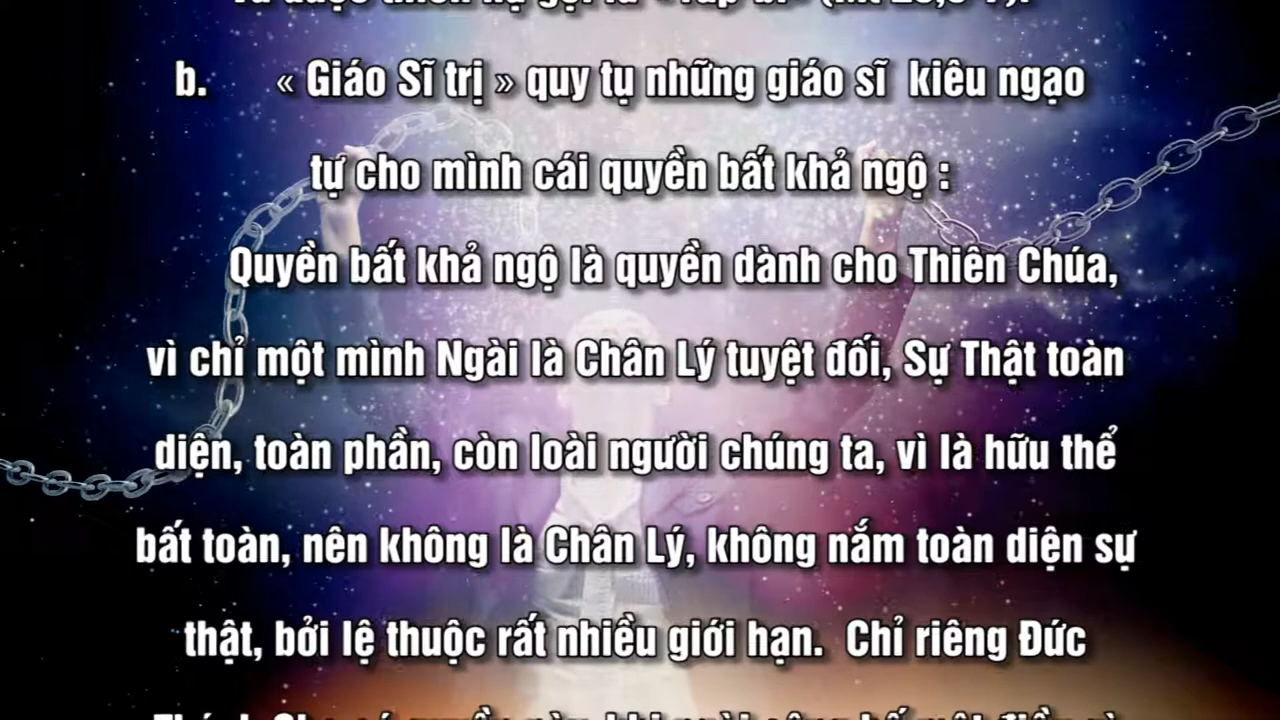 b. « Giáo Sĩ trị » quy tụ những giáo sĩ kiêu ngạo
tự cho mình cái quyền bất khả ngộ :
Quyền bất khả ngộ là quyền dành cho Thiên Chúa,
vì chỉ một mình Ngài là Chân Lý tuyệt đối, Sự Thật toàn
diện, toàn phần, còn loài người chúng ta, vì là hữu thể
bất toàn, nên không là Chân Lý, không nắm toàn diện sự
thật, bởi lệ thuộc rất nhiều giới hạn. Chỉ riêng Đức